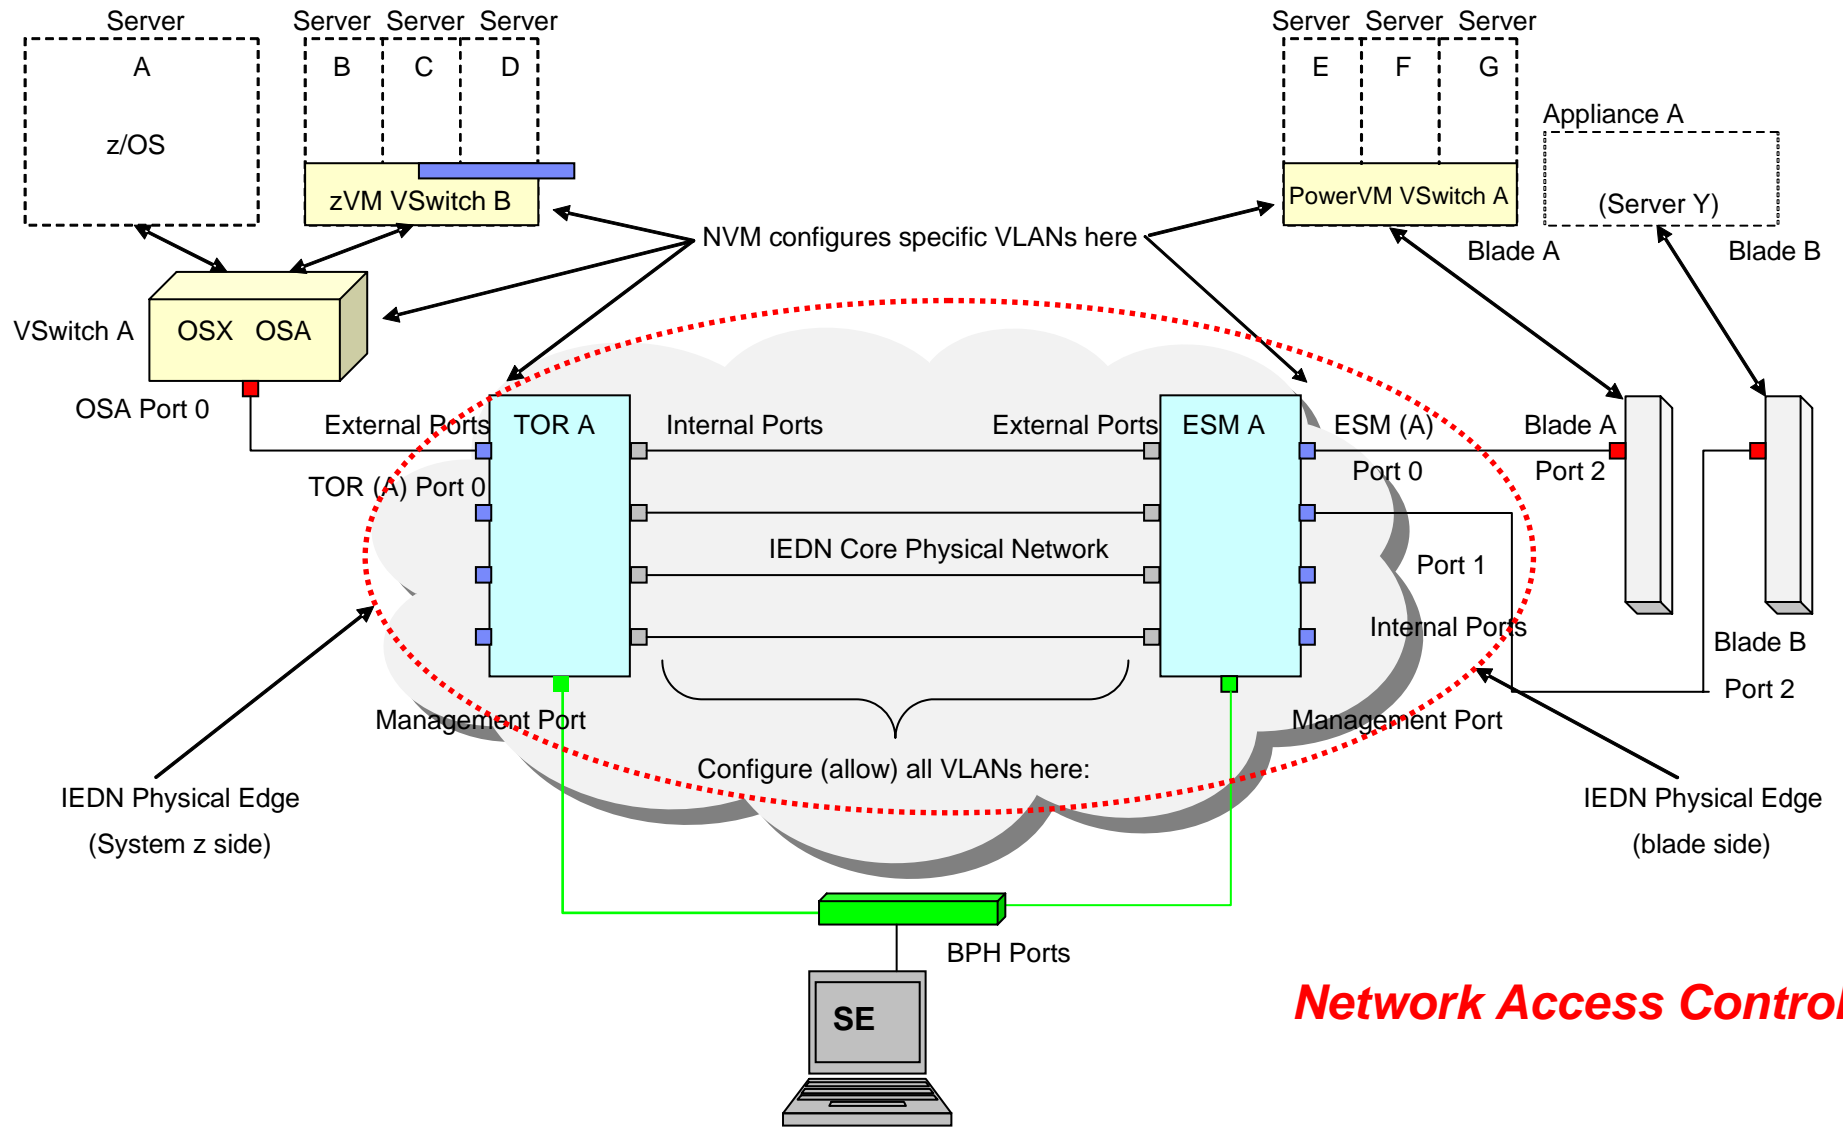 Server
Server Server Server
Server Server Server
A
B C D
E F G
z/OS
Appliance A
zVM VSwitch B
PowerVM VSwitch A
(Server Y)
NVM configures specific VLANs here
Blade A
Blade B
VSwitch A
OSX OSA
OSA Port 0
External Ports
TOR A
Internal Ports
External Ports
ESM A
ESM (A)
Port 0
Blade A
Port 2
TOR (A) Port 0
IEDN Core Physical Network
Port 1
Internal Ports
Blade B
Port 2
Management Port
Management Port
Configure (allow) all VLANs here:
IEDN Physical Edge
(System z side)
IEDN Physical Edge
(blade side)
BPH Ports
SE
Network Access Control